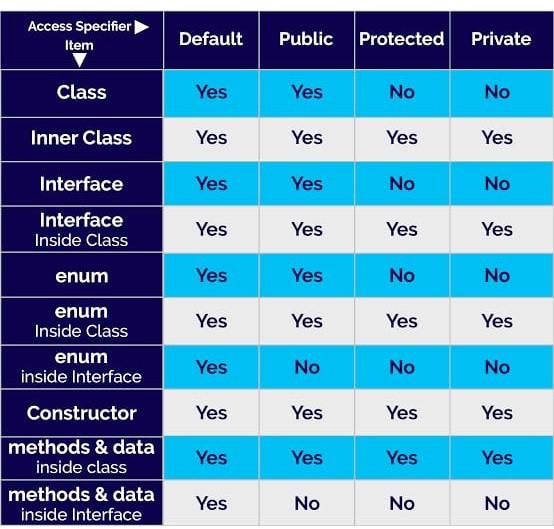 Access Specifier ▶ Default Public Protected Private
Item
▼
Class Yes Yes No No
Inner Class Yes Yes Yes Yes
Interface Yes Yes No No
Interface
Inside Class Yes Yes Yes Yes
enum Yes Yes No No
enum
Inside Class Yes Yes Yes Yes
enum
inside Interface Yes No No No
Constructor Yes Yes Yes Yes
methods & data
inside class Yes Yes Yes Yes
methods & data
inside Interface Yes No No No